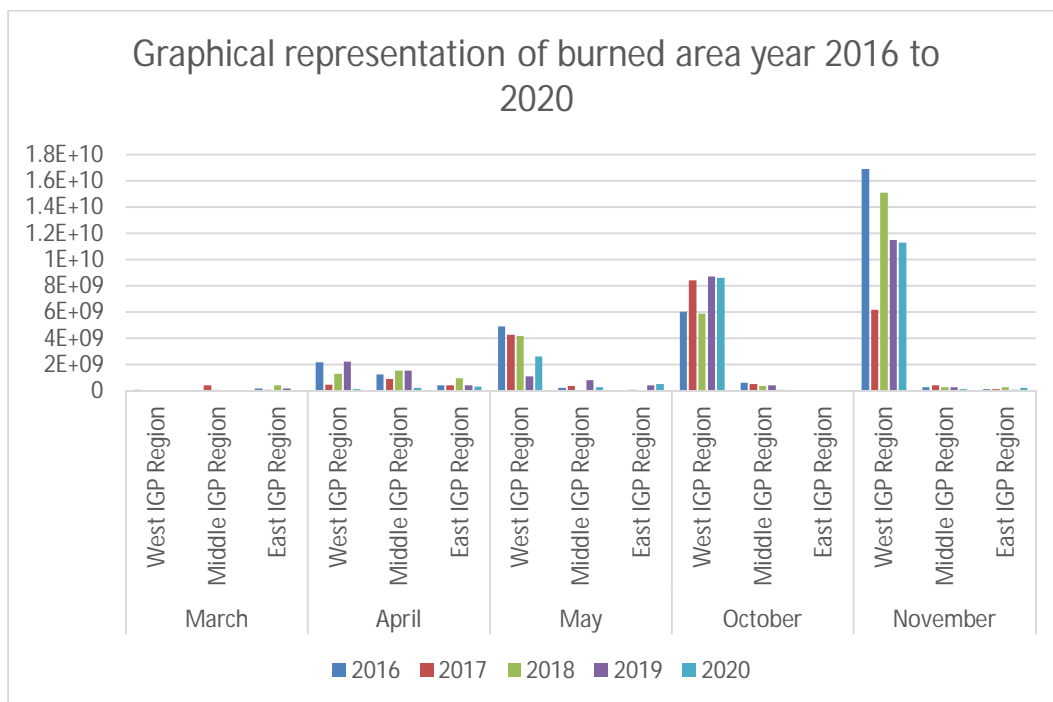 Graphical representation of burned area year 2016 to
2020
1.8E+10
1.6E+10
1.4E+10
1.2E+10
1E+10
8E+09
6E+09
4E+09
2E+09
0
West IGP Region
Middle IGP Region
East IGP Region
West IGP Region
Middle IGP Region
East IGP Region
West IGP Region
Middle IGP Region
East IGP Region
West IGP Region
Middle IGP Region
East IGP Region
West IGP Region
Middle IGP Region
East IGP Region
March April May October November
2016 2017 2018 2019 2020